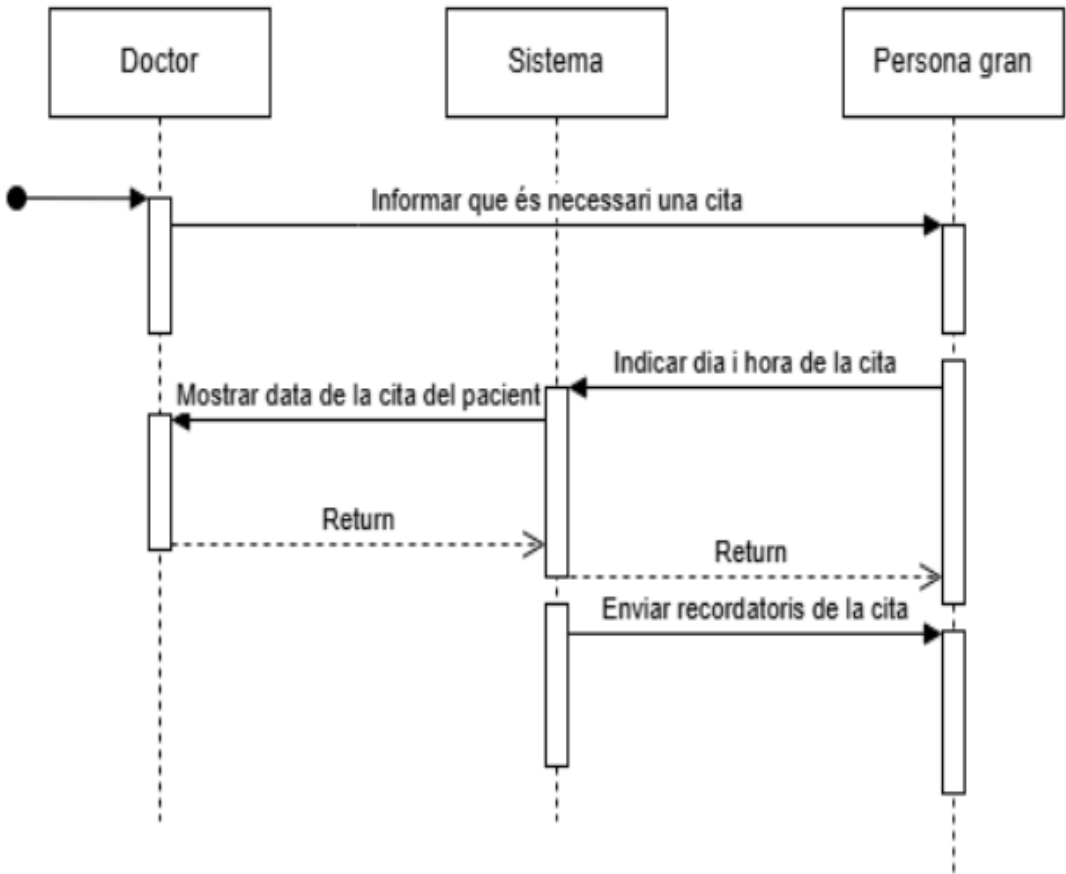 Doctor
Sistema
Persona gran
Informar que és necessari una cita
Indicar dia i hora de la cita
Mostrar data de la cita del pacient
Return
Return
Enviar recordatoris de la cita